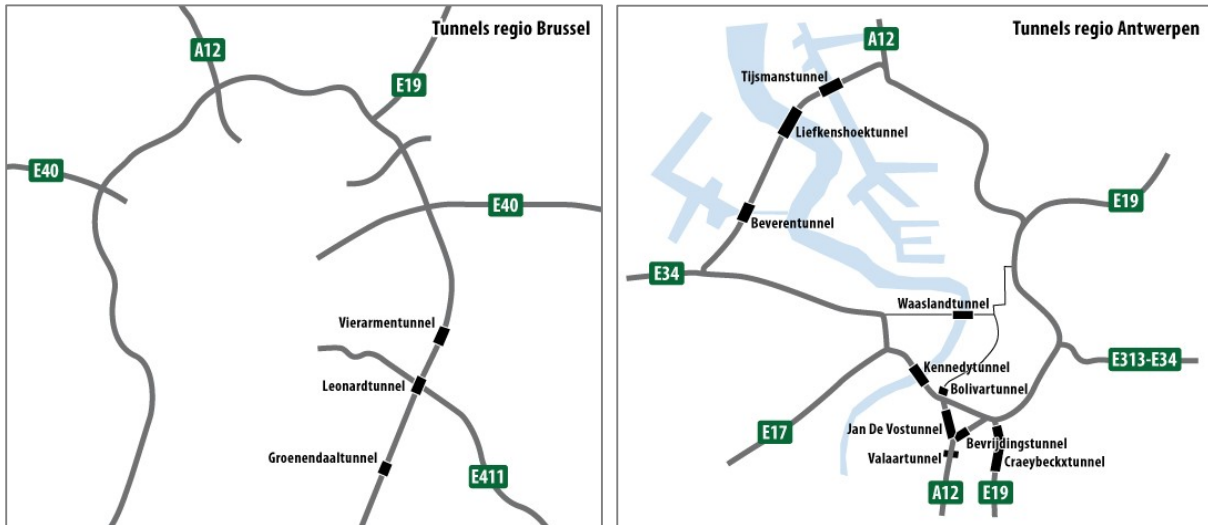 Tunnels regio Brussel
A12
E19
E40
E40
Vierarmentunnel
Leonardtunnel
Groenendaaltunnel
E411
Tunnels regio Antwerpen
A12
Tijsmanstunnel
Liefkenshoektunnel
E19
Beverentunnel
E34
Waaslandtunnel
E313-E34
Kennedytunnel
Bolivartunnel
E17
Jan De Vostunnel
Bevrijdingstunnel
Valaartunnel
Craeybeckxtunnel
A12
E19